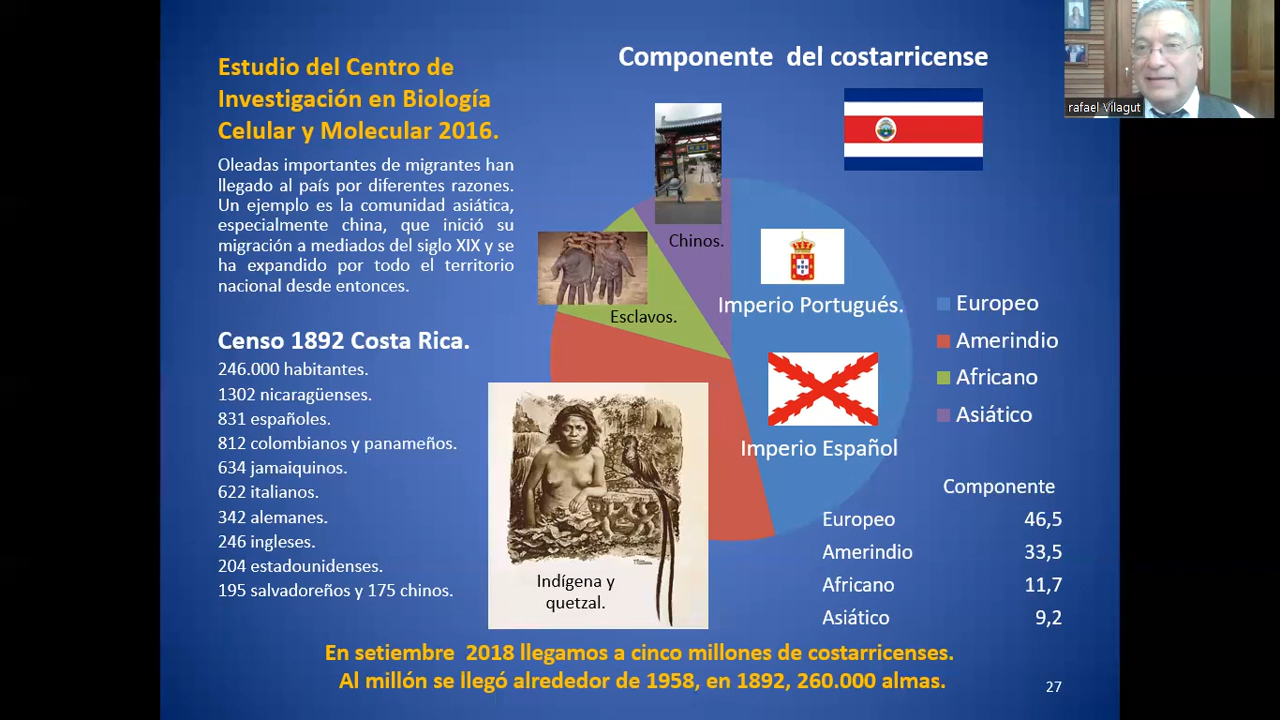 Estudio del Centro de
Investigación en Biología
Celular y Molecular 2016.
Oleadas importantes de migrantes han
llegado al país por diferentes razones.
Un ejemplo es la comunidad asiática,
especialmente china, que inició su
migración a mediados del siglo XIX y se
ha expandido por todo el territorio
nacional desde entonces.
Censo 1892 Costa Rica.
246.000 habitantes.
1302 nicaragüenses.
831 españoles.
812 colombianos y panameños.
634 jamaiquinos.
622 italianos.
342 alemanes.
246 ingleses.
204 estadounidenses.
195 salvadoreños y 175 chinos.
Componente del costarricense
rafael Vilagut
Chinos.
Esclavos.
Imperio Portugués.
Imperio Español
Indígena y
quetzal.
Europeo
Amerindio
Africano
Asiático
Componente
Europeo 46,5
Amerindio 33,5
Africano 11,7
Asiático 9,2
En setiembre 2018 llegamos a cinco millones de costarricenses.
Al millón se llegó alrededor de 1958, en 1892, 260.000 almas.
27